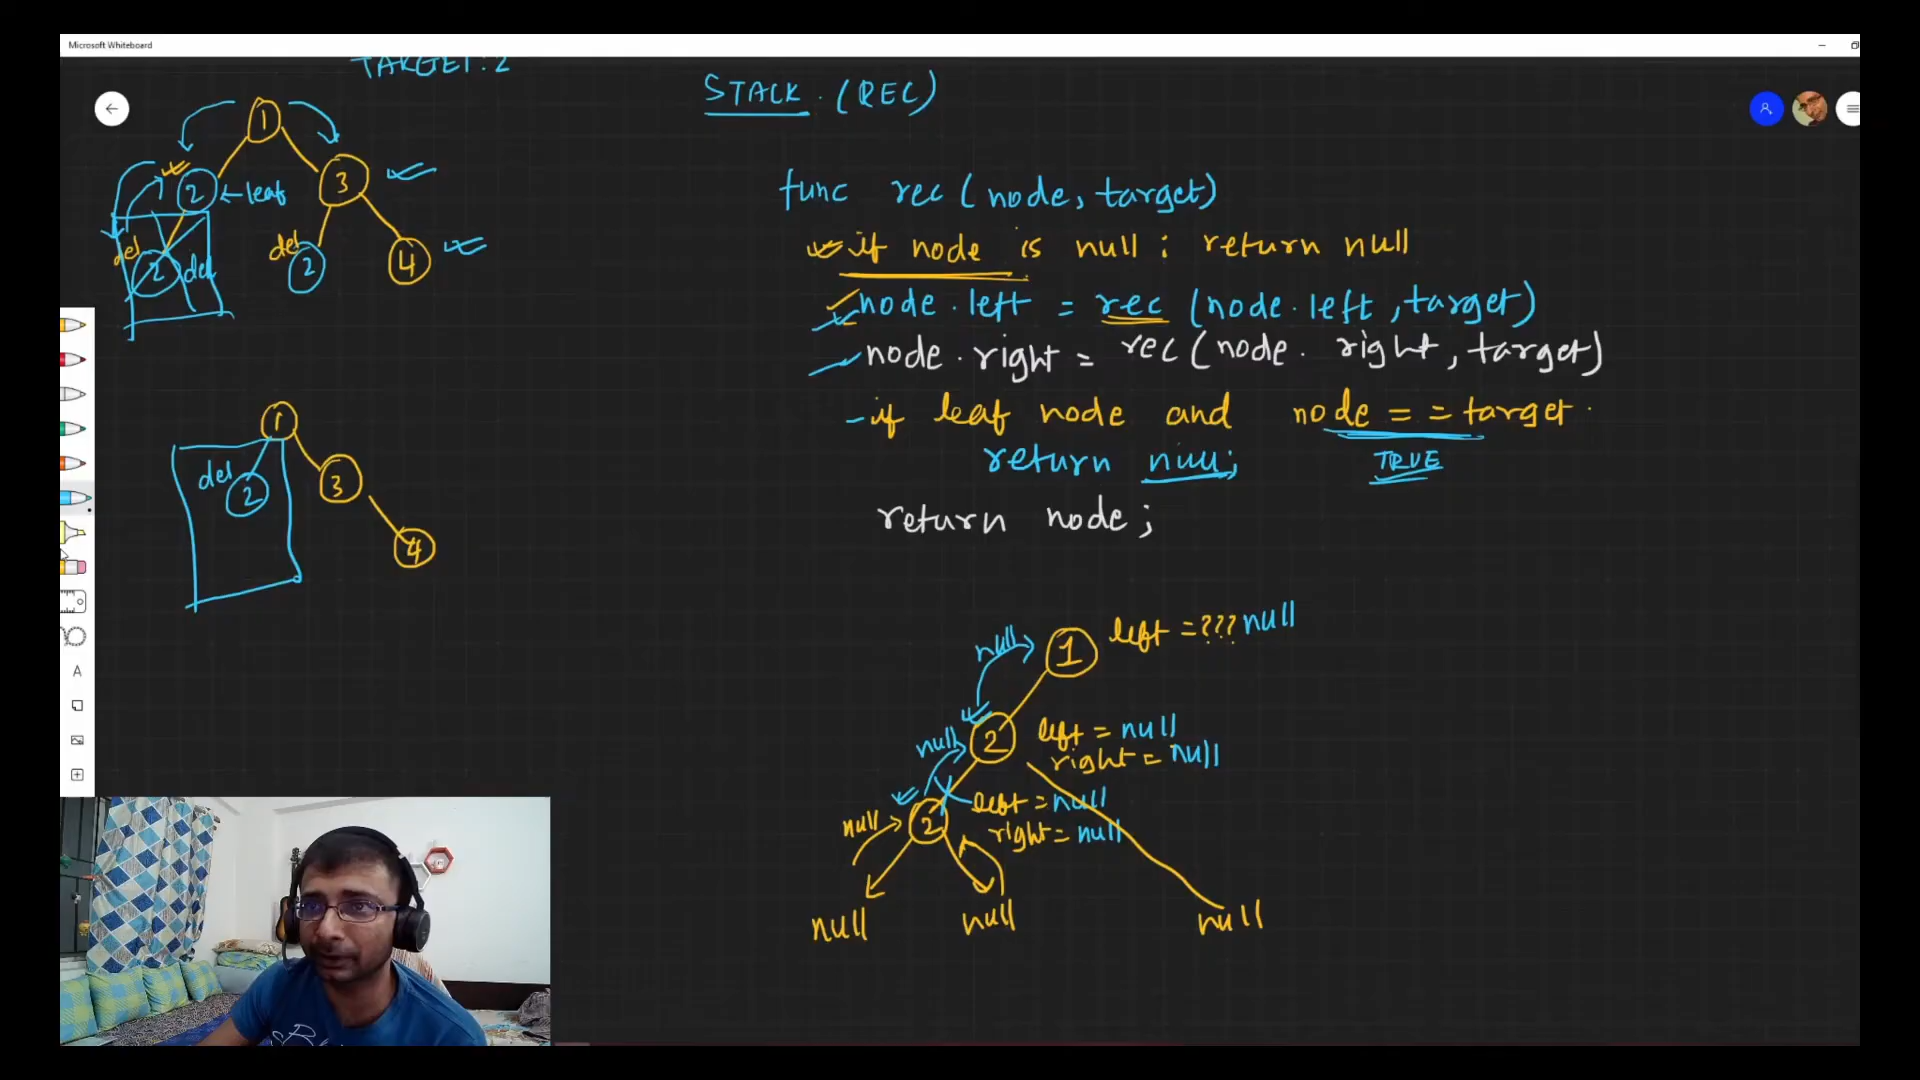 Microsoft Whiteboard
TARGET: 2
STACK. (REC)
1
2
←leaf
3
del
2
del
del
2
4
func rec (node, target)
if node is null : return null
node.left = rec (node.left, target)
node.right = rec (node. right, target)
- if leaf node and node == target.
return null;
TRUE
return node;
1
del
2
3
4
null
1
left = ??? null
null
2
left = null
right = null
null
2
left = null
right = null
null
null
null
A